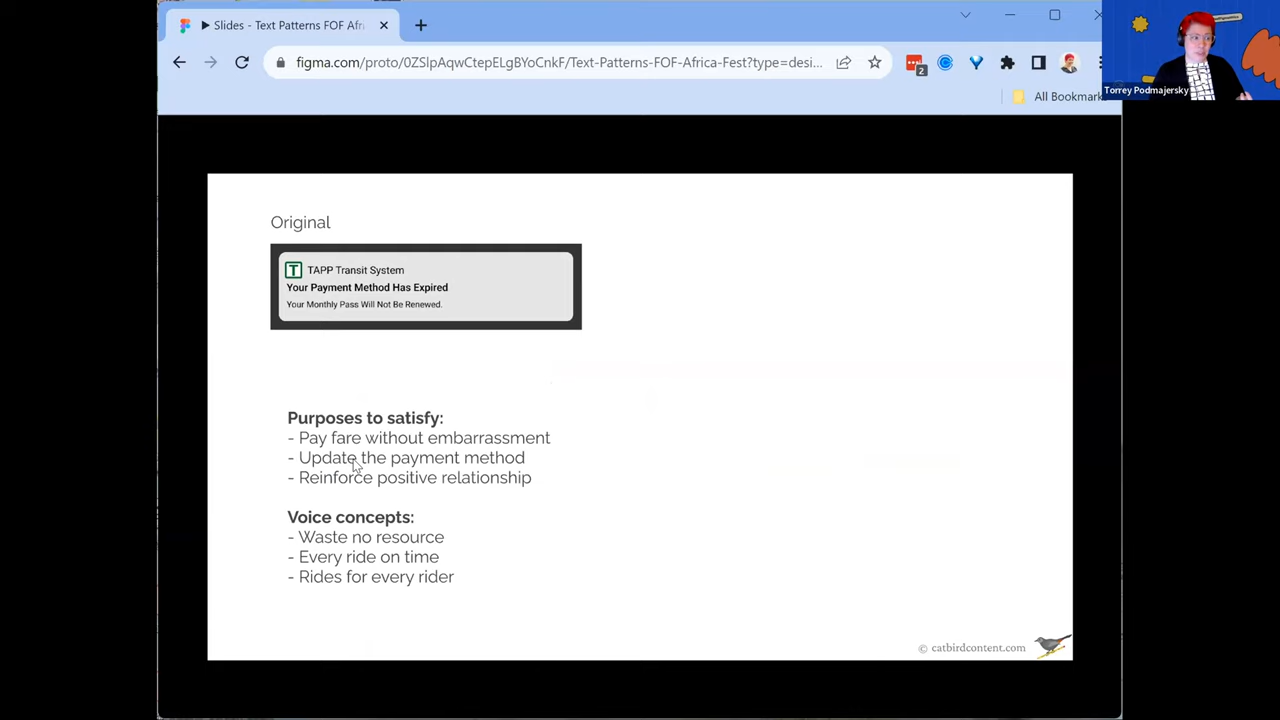 Slides - Text Patterns FOF Afri
figma.com/proto/0ZSlpAqwCtepELgBYoCnkF/Text-Patterns-FOF-Africa-Fest?type=desi...
2
All Bookmark
Torrey Podmajersky
Original
T TAPP Transit System
Your Payment Method Has Expired
Your Monthly Pass Will Not Be Renewed.
Purposes to satisfy:
- Pay fare without embarrassment
- Update the payment method
- Reinforce positive relationship
Voice concepts:
- Waste no resource
- Every ride on time
- Rides for every rider
© catbirdcontent.com